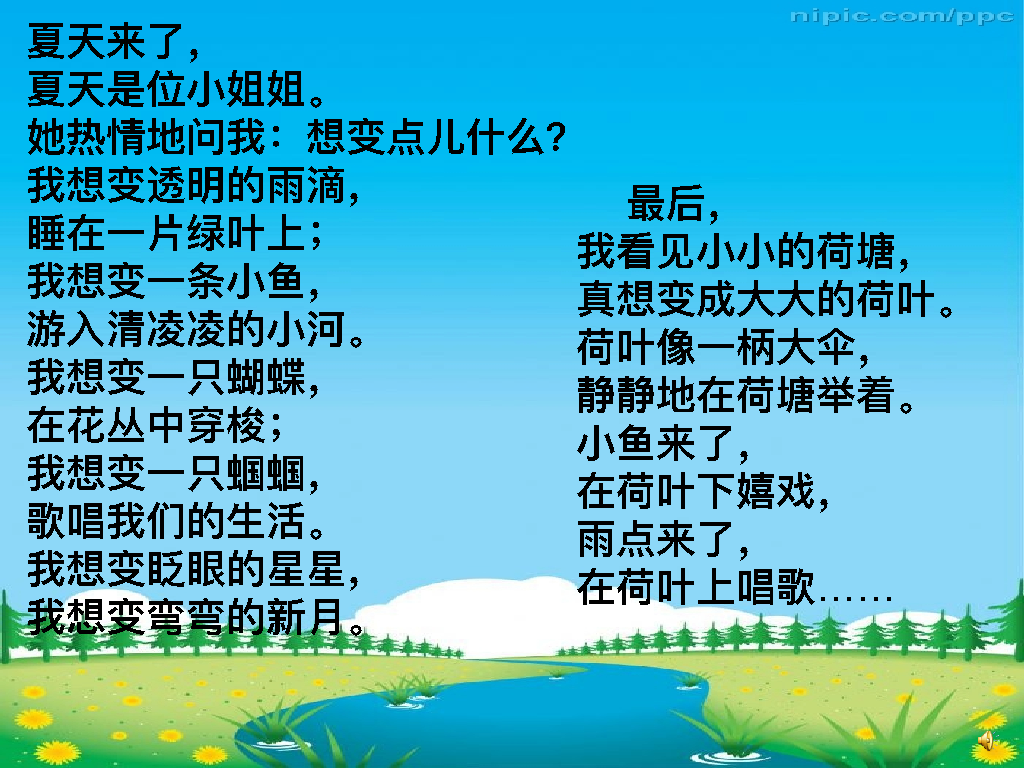 nipic.com/ppc
夏天来了，
夏天是位小姐姐。
她热情地问我：想变点儿什么？
我想变透明的雨滴，
睡在一片绿叶上；
我想变一条小鱼，
游入清凌凌的小河。
我想变一只蝴蝶，
在花丛中穿梭；
我想变一只蝈蝈，
歌唱我们的生活。
我想变眨眼的星星，
我想变弯弯的新月。
最后，
我看见小小的荷塘，
真想变成大大的荷叶。
荷叶像一柄大伞，
静静地在荷塘举着。
小鱼来了，
在荷叶下嬉戏，
雨点来了，
在荷叶上唱歌……